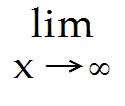 lim
x → ∞